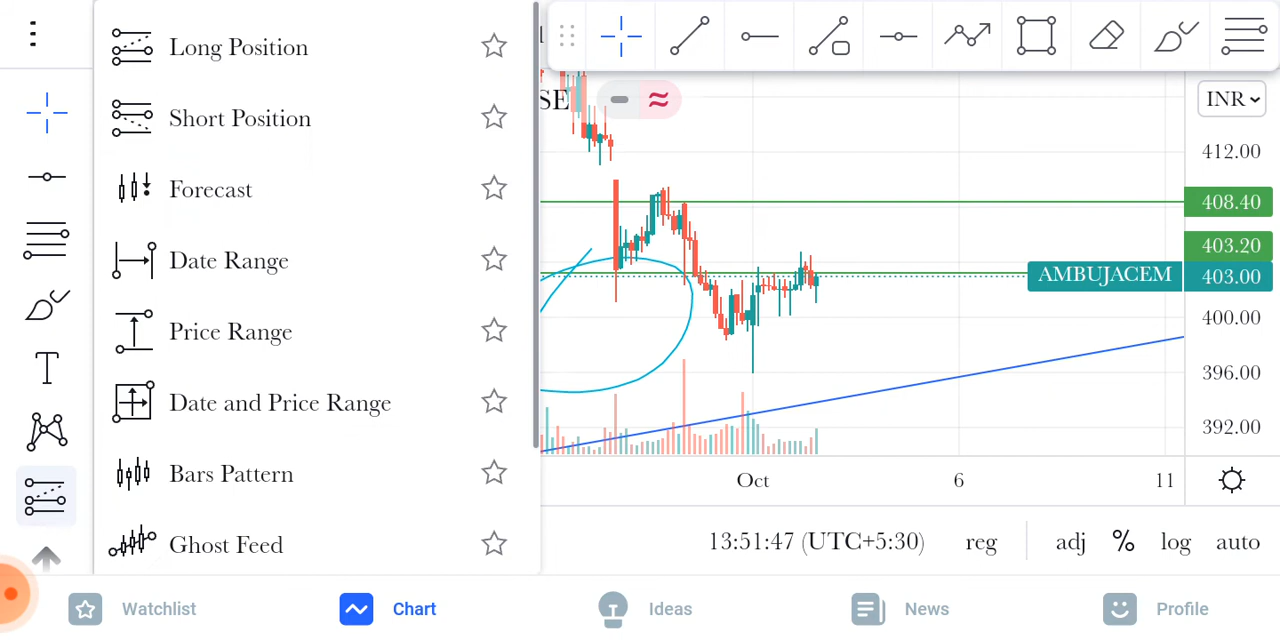 Long Position
Short Position
Forecast
Date Range
Price Range
Date and Price Range
Bars Pattern
Ghost Feed
T
SE
INR
412.00
408.40
403.20
AMBUJACEM 403.00
400.00
396.00
392.00
Oct 6 11
13:51:47 (UTC+5:30) reg adj % log auto
Watchlist Chart Ideas News Profile